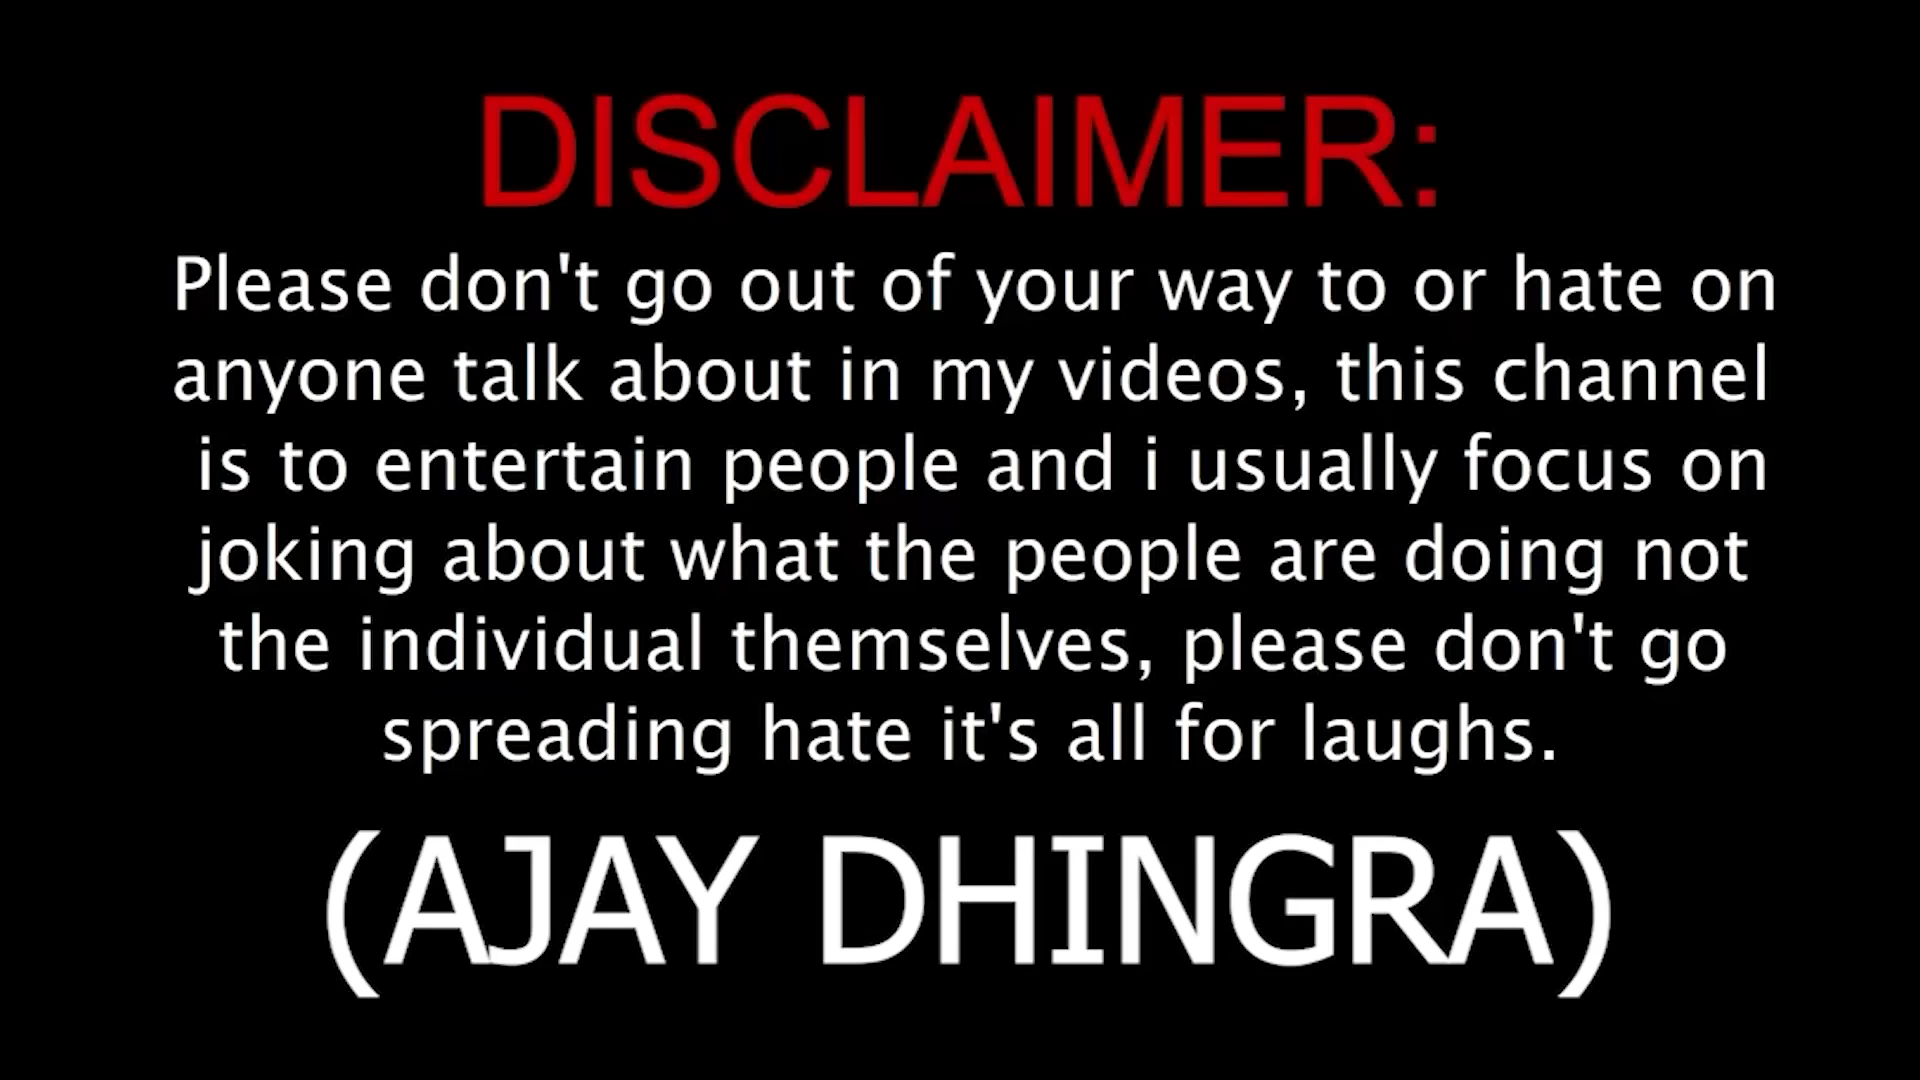 DISCLAIMER:
Please don't go out of your way to or hate on
anyone talk about in my videos, this channel
is to entertain people and i usually focus on
joking about what the people are doing not
the individual themselves, please don't go
spreading hate it's all for laughs.
(AJAY DHINGRA)